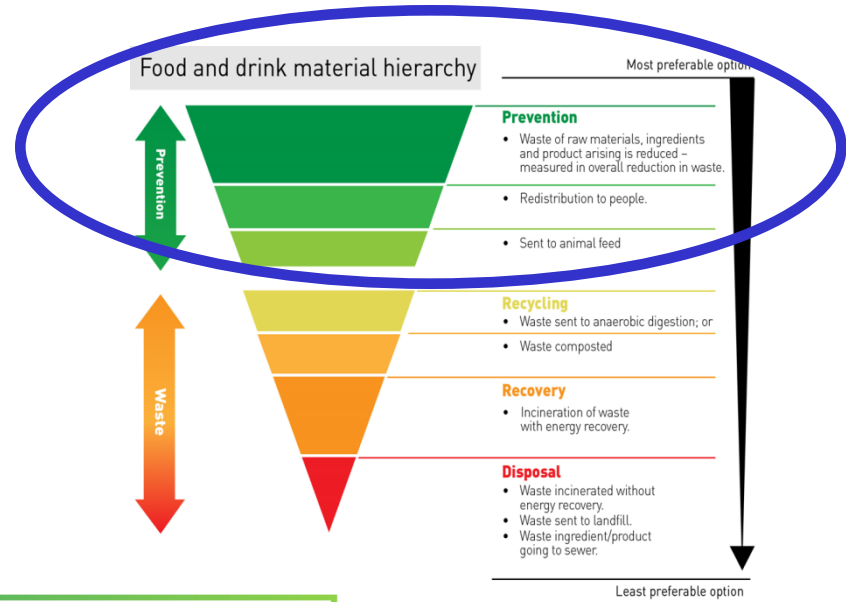 Food and drink material hierarchy
Most preferable option
Prevention
Prevention
• Waste of raw materials, ingredients
and product arising is reduced –
measured in overall reduction in waste.
• Redistribution to people.
• Sent to animal feed
Waste
Recycling
• Waste sent to anaerobic digestion; or
• Waste composted
Recovery
• Incineration of waste
with energy recovery.
Disposal
• Waste incinerated without
energy recovery.
• Waste sent to landfill.
• Waste ingredient/product
going to sewer.
Least preferable option